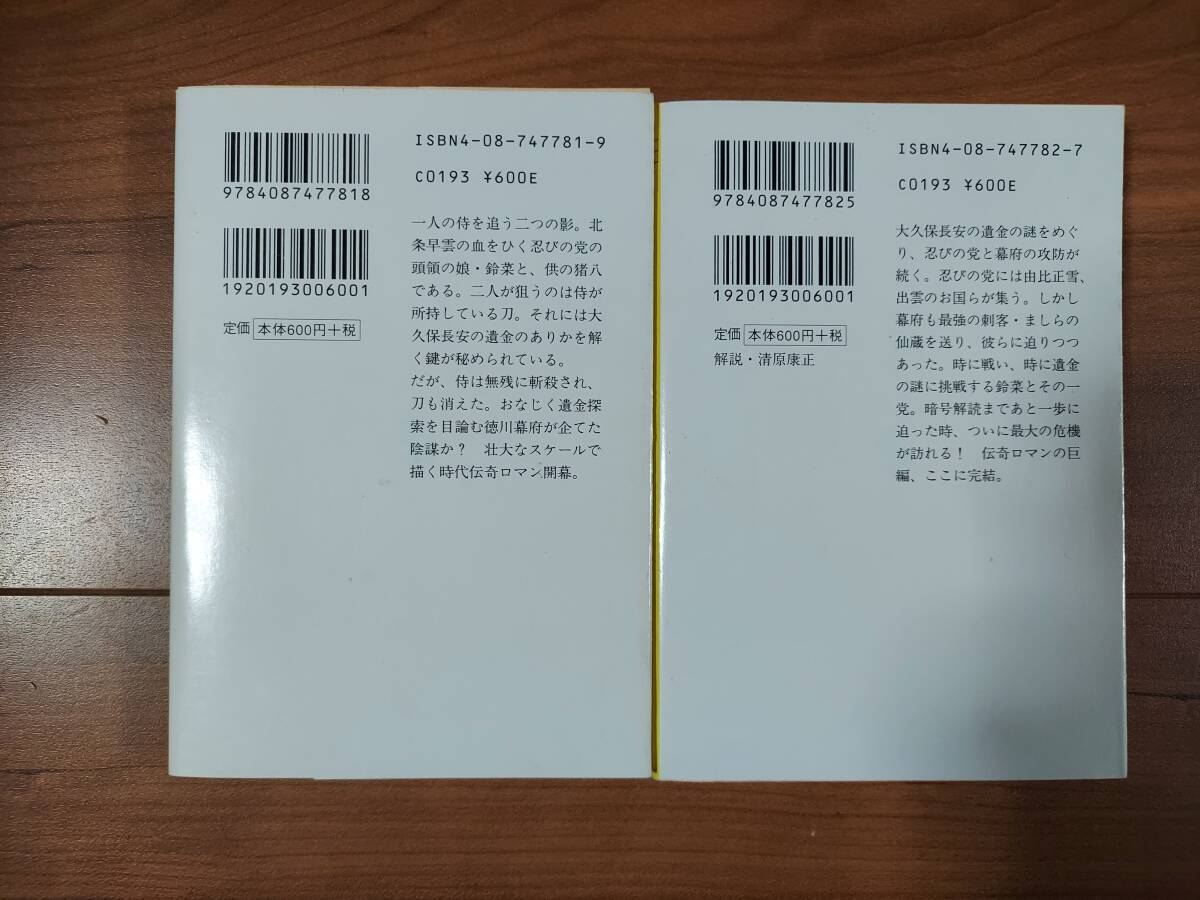 ISBN4-08-747781-9
9784087477818
C0193 ¥600E
1920193006001
定価 本体600円+税
一人の侍を追う二つの影。北
条早雲の血をひく忍びの党の
頭領の娘・鈴菜と、供の猪八
である。二人が狙うのは侍が
所持している刀。それには大
久保長安の遺金のありかを解
く鍵が秘められている。
だが、侍は無残に斬殺され、
刀も消えた。おなじく遺金探
索を目論む徳川幕府が企てた
陰謀か？　壮大なスケールで
描く時代伝奇ロマン開幕。
ISBN4-08-747782-7
9784087477825
C0193 ¥600E
1920193006001
定価 本体600円+税
解説・清原康正
大久保長安の遺金の謎をめぐ
り、忍びの党と幕府の攻防が
続く。忍びの党には由比正雪、
出雲のお国らが集う。しかし
幕府も最強の刺客・ましらの
仙蔵を送り、彼らに迫りつつ
あった。時に戦い、時に遺金
の謎に挑戦する鈴菜とその一
党。暗号解読まであと一歩に
迫った時、ついに最大の危機
が訪れる！　伝奇ロマンの巨
編、ここに完結。